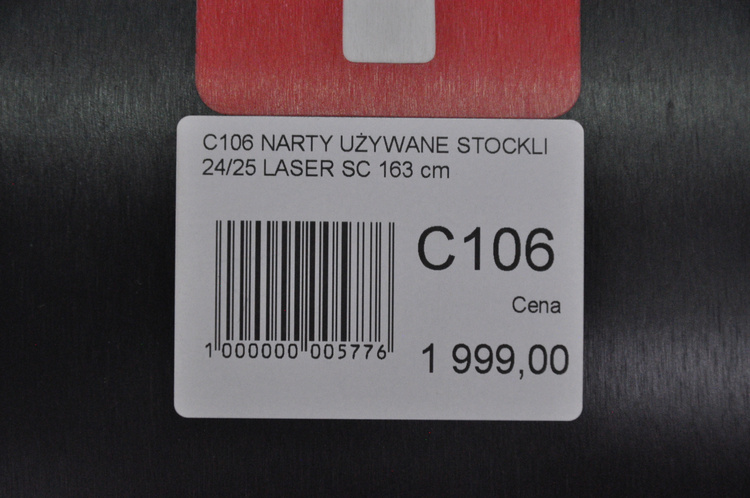 C106 NARTY UŻYWANE STOCKLI
24/25 LASER SC 163 cm
C106
Cena
1 000000 005776
1 999,00